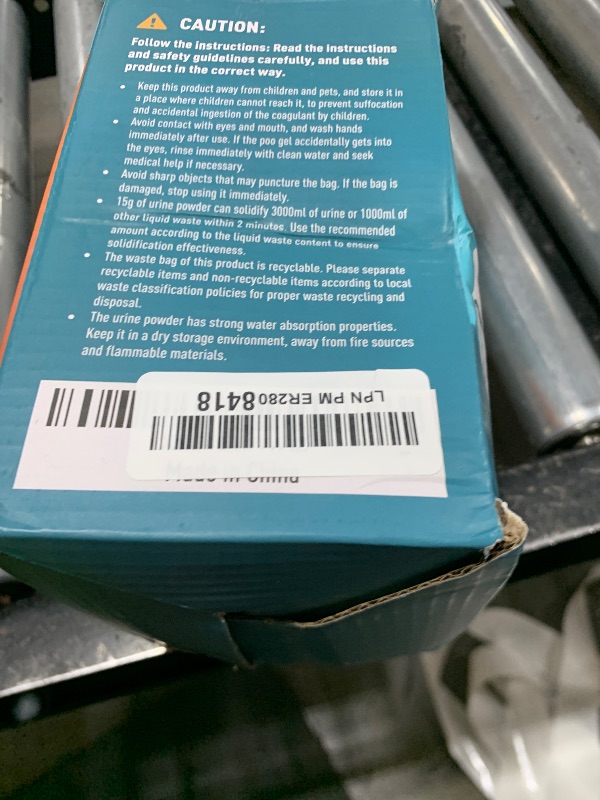 CAUTION:
Follow the instructions: Read the instructions
and safety guidelines carefully, and use this
product in the correct way.
• Keep this product away from children and pets, and store it in
a place where children cannot reach it, to prevent suffocation
and accidental ingestion of the coagulant by children.
• Avoid contact with eyes and mouth, and wash hands
immediately after use. If the poo gel accidentally gets into
the eyes, rinse immediately with clean water and seek
medical help if necessary.
• Avoid sharp objects that may puncture the bag. If the bag is
damaged, stop using it immediately.
• 15g of urine powder can solidify 3000ml of urine or 1000ml of
other liquid waste within 2 minutes. Use the recommended
amount according to the liquid waste content to ensure
solidification effectiveness.
• The waste bag of this product is recyclable. Please separate
recyclable items and non-recyclable items according to local
waste classification policies for proper waste recycling and
disposal.
• The urine powder has strong water absorption properties.
Keep it in a dry storage environment, away from fire sources
and flammable materials.
LPN PM ER2808418